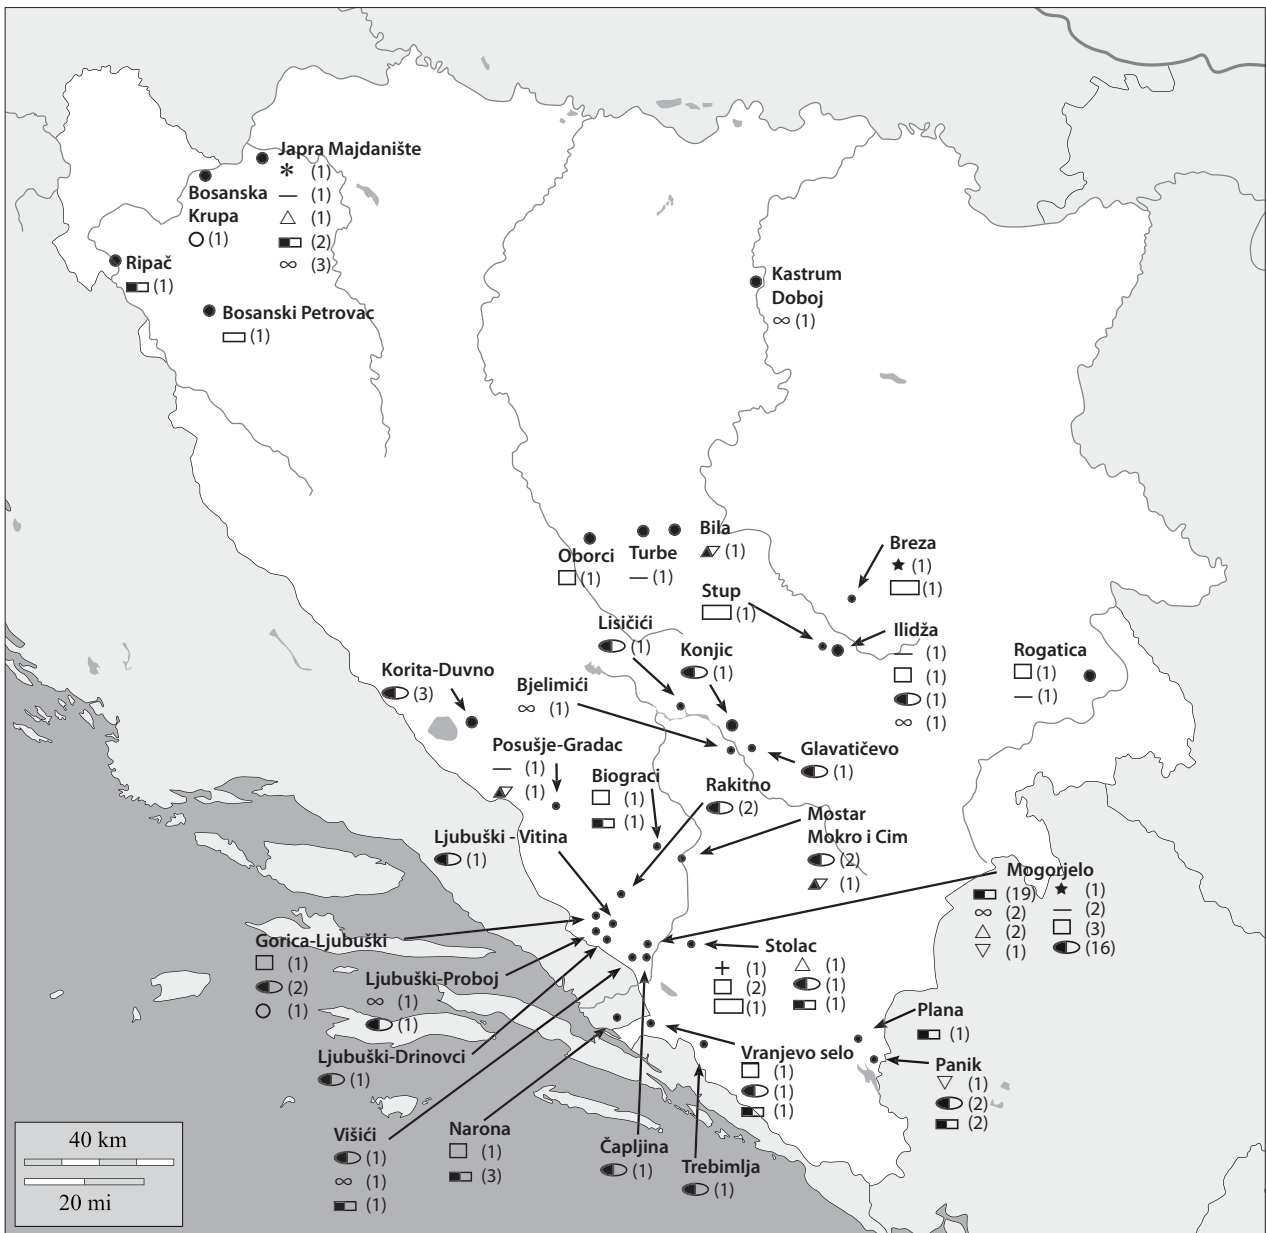 Japra Majdanište
(1)
(1)
(1)
(2)
(3)
Bosanska
Krupa
(1)
Ripač
(1)
Bosanski Petrovac
(1)
Kastrum
Doboj
(1)
Oborci
(1)
Turbe
(1)
Bila
(1)
Breza
(1)
(1)
Stup
(1)
Lisičići
(1)
Konjic
(1)
Ilidža
(1)
(1)
(1)
(1)
Rogatica
(1)
(1)
Korita-Duvno
(3)
Bjelimići
(1)
Posušje-Gradac
(1)
(1)
Biograci
(1)
(1)
Glavatičevo
(1)
Rakitno
(2)
Ljubuški - Vitina
(1)
Mostar
Mokro i Cim
(2)
(1)
Mogorjelo
(19) (1)
(2) (2)
(2) (3)
(1) (16)
Gorica-Ljubuški
(1)
(2)
(1)
Ljubuški-Proboj
(1)
(1)
Stolac
(1) (1)
(2) (1)
(1) (1)
Ljubuški-Drinovci
(1)
Plana
(1)
Vranjevo selo
(1)
(1)
(1)
Panik
(1)
(2)
(2)
Višići
(1)
(1)
(1)
Narona
(1)
(3)
Čapljina
(1)
Trebimlja
(1)
40 km
20 mi